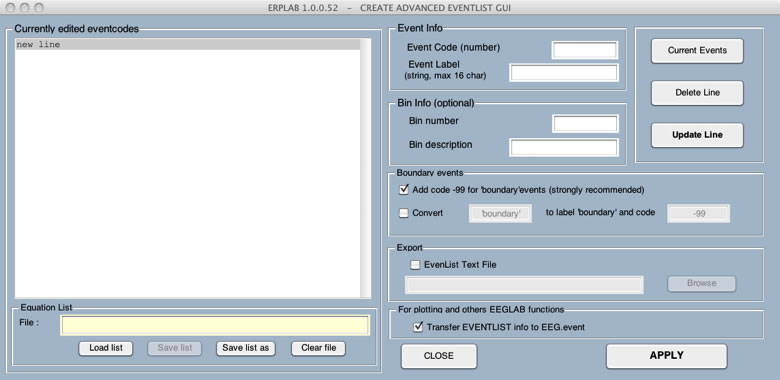 ERPLAB 1.0.0.52 - CREATE ADVANCED EVENTLIST GUI
Currently edited eventcodes
new line
Equation List
File :
Load list
Save list
Save list as
Clear file
Event Info
Event Code (number)
Event Label
(string, max 16 char)
Bin Info (optional)
Bin number
Bin description
Current Events
Delete Line
Update Line
Boundary events
Add code -99 for 'boundary'events (strongly recommended)
Convert 'boundary' to label 'boundary' and code -99
Export
EvenList Text File
Browse
For plotting and others EEGLAB functions
Transfer EVENTLIST info to EEG.event
CLOSE
APPLY